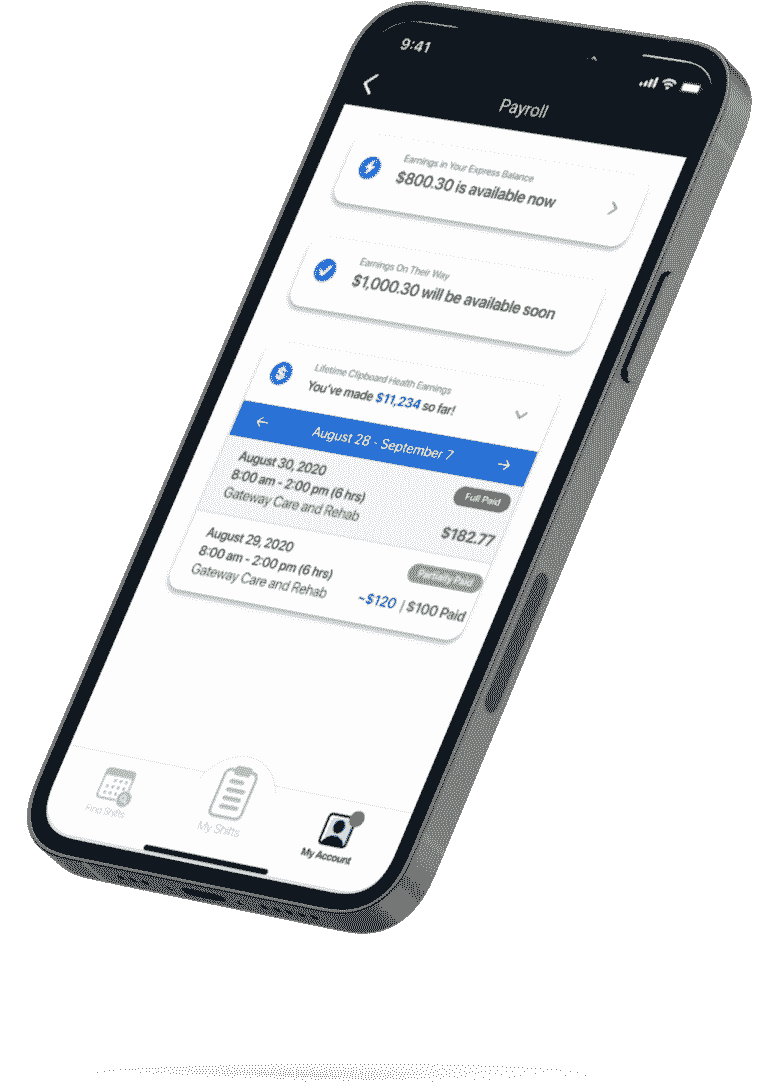 9:41
Payroll
Earnings in Your Express Balance
$800.30 is available now
Earnings On Their Way
$1,000.30 will be available soon
Lifetime Clipboard Health Earnings
You've made $11,234 so far!
August 28 - September 7
August 30, 2020
Full Paid
8:00 am - 2:00 pm (6 hrs)
Gateway Care and Rehab
$182.77
August 29, 2020
Partially Paid
8:00 am - 2:00 pm (6 hrs)
Gateway Care and Rehab
~$120 | $100 Paid
Find Shifts
My Shifts
My Account